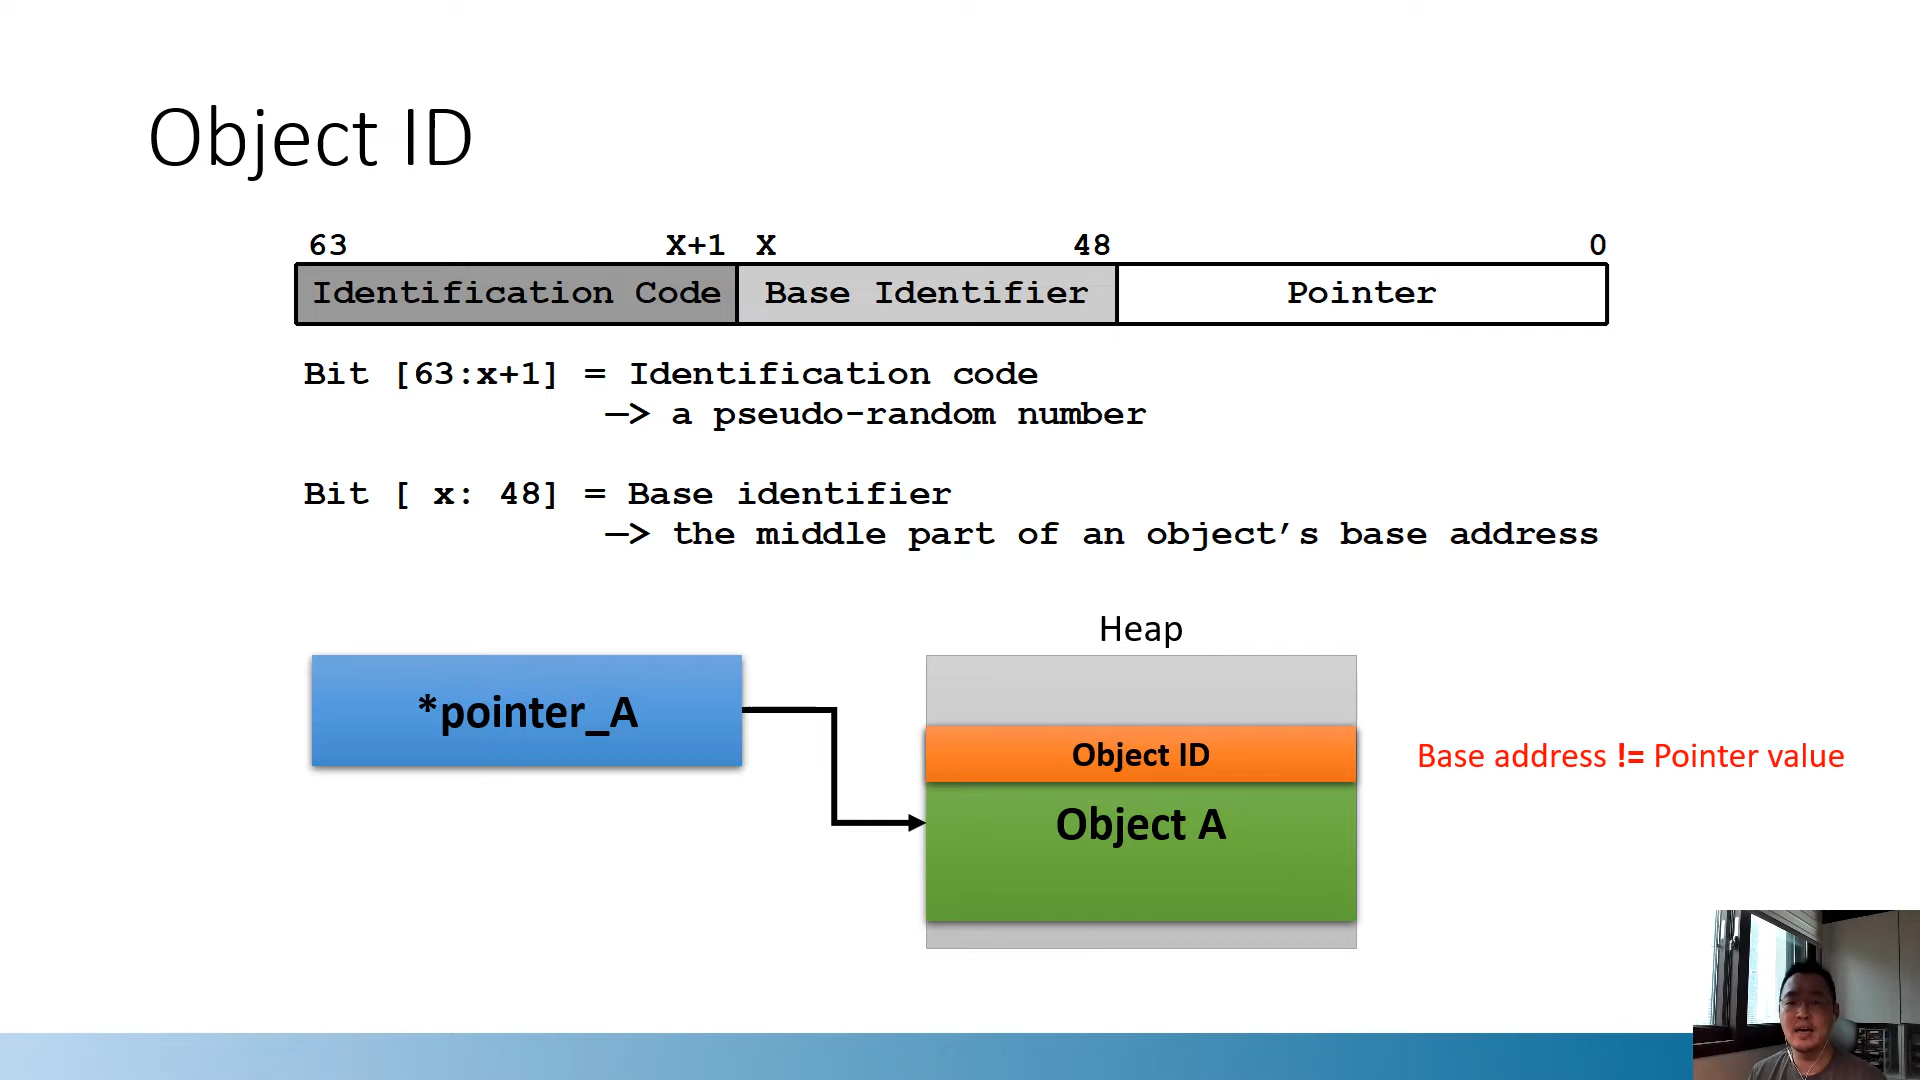 Object ID
63 X+1 X 48 0
Identification Code Base Identifier Pointer
Bit [63:x+1] = Identification code
—> a pseudo-random number
Bit [ x: 48] = Base identifier
—> the middle part of an object’s base address
Heap
*pointer_A
Object ID
Base address != Pointer value
Object A